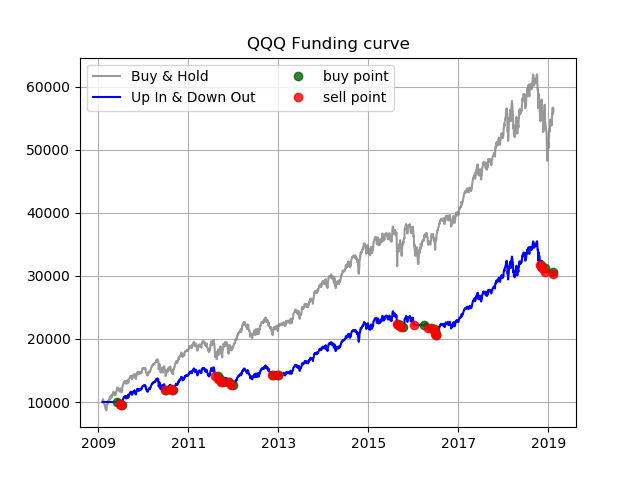 QQQ Funding curve
Buy & Hold
Up In & Down Out
buy point
sell point
60000
50000
40000
30000
20000
10000
2009 2011 2013 2015 2017 2019